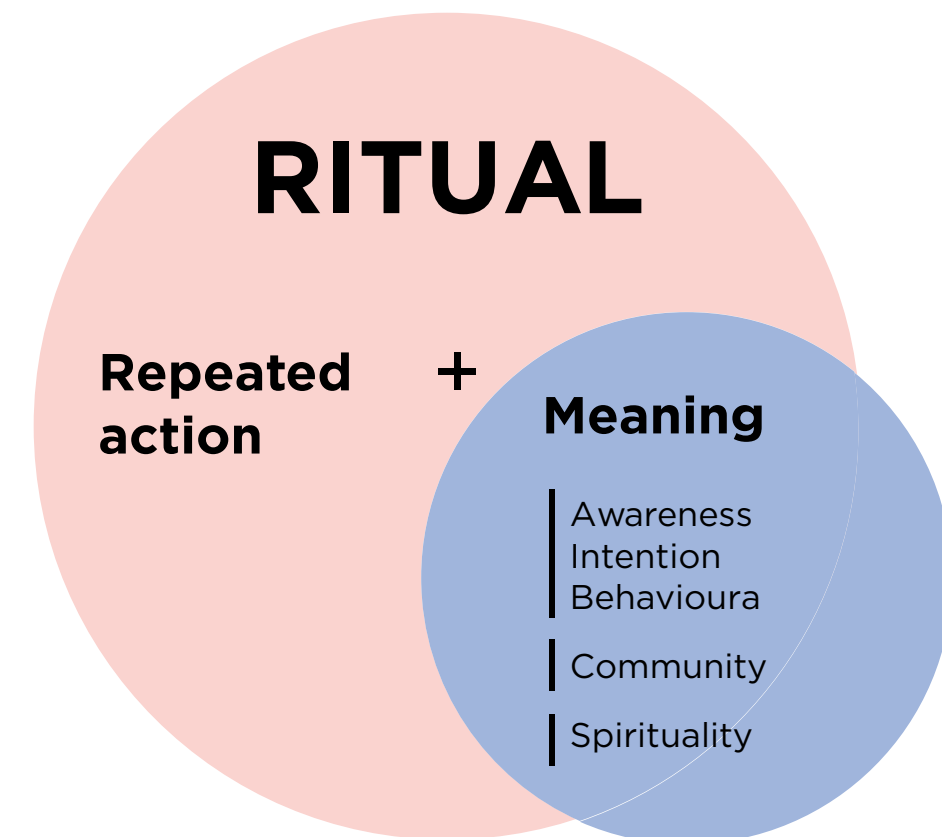 RITUAL
Repeated
action
+
Meaning
Awareness
Intention
Behavioura
Community
Spirituality